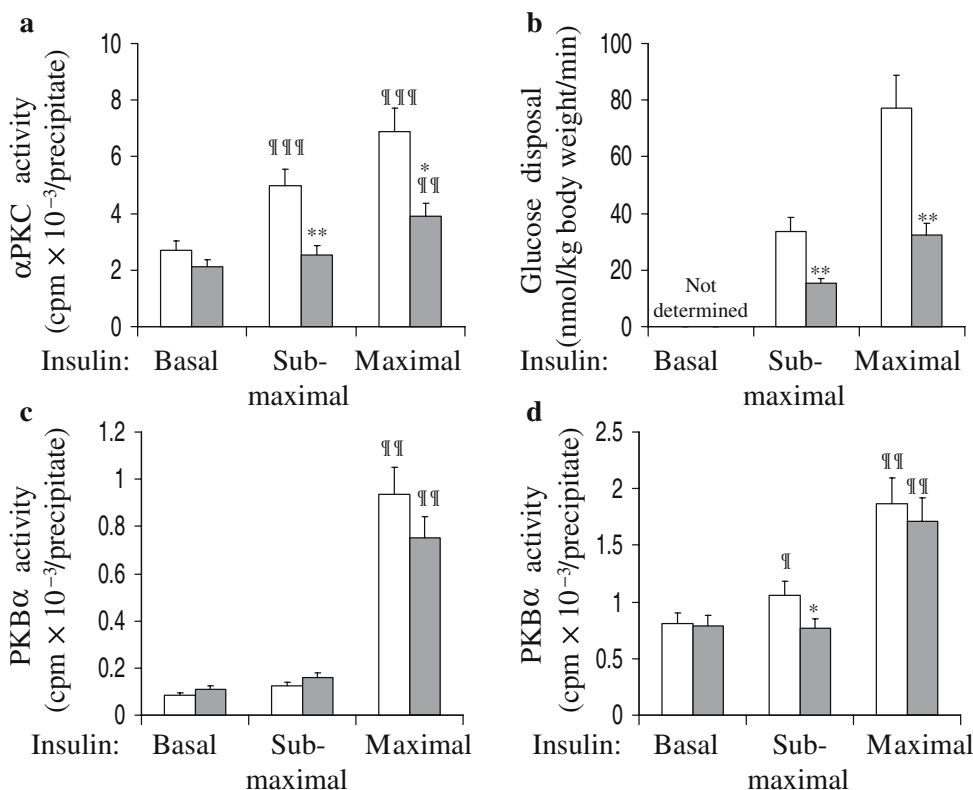 a
αPKC activity
(cpm × 10⁻³/precipitate)
10
8
6
4
2
0
¶¶¶
**
¶¶¶
*
¶¶
Insulin: Basal Sub-maximal Maximal
b
Glucose disposal
(nmol/kg body weight/min)
100
80
60
40
20
0
Not
determined
**
**
Insulin: Basal Sub-
maximal Maximal
c
PKBα activity
(cpm × 10⁻³/precipitate)
1.2
1
0.8
0.6
0.4
0.2
0
¶¶
¶¶
Insulin: Basal Sub-
maximal Maximal
d
PKBα activity
(cpm × 10⁻³/precipitate)
2.5
2
1.5
1
0.5
0
¶
*
¶¶
¶¶
Insulin: Basal Sub-
maximal Maximal